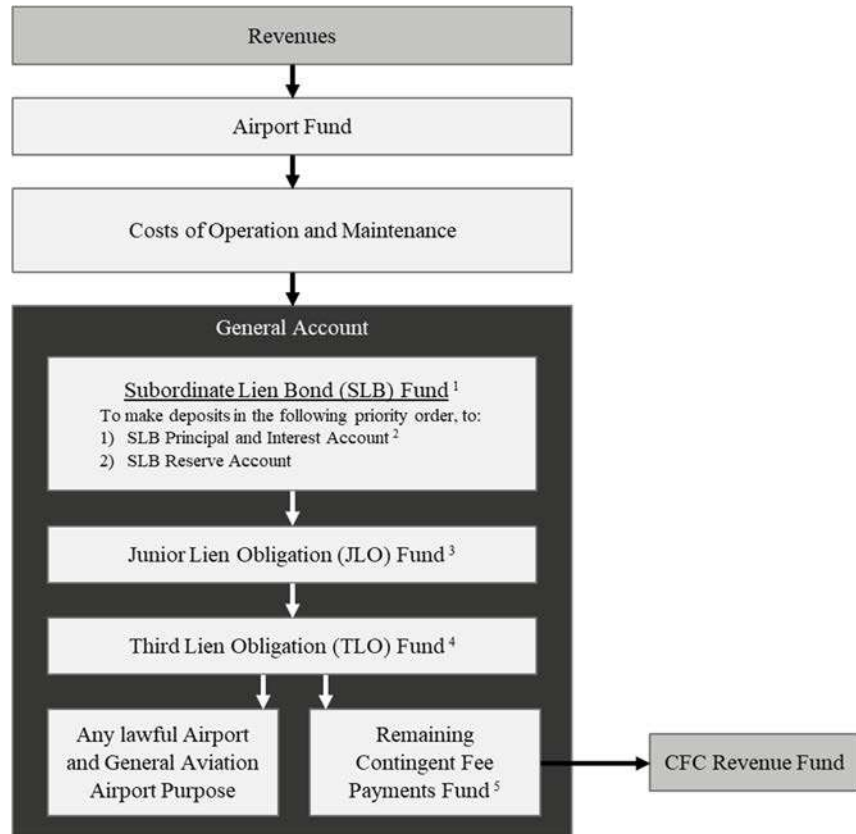 Revenues
Airport Fund
Costs of Operation and Maintenance
General Account
Subordinate Lien Bond (SLB) Fund 1
To make deposits in the following priority order, to:
1) SLB Principal and Interest Account 2
2) SLB Reserve Account
Junior Lien Obligation (JLO) Fund 3
Third Lien Obligation (TLO) Fund 4
Any lawful Airport
and General Aviation
Airport Purpose
Remaining
Contingent Fee
Payments Fund 5
CFC Revenue Fund